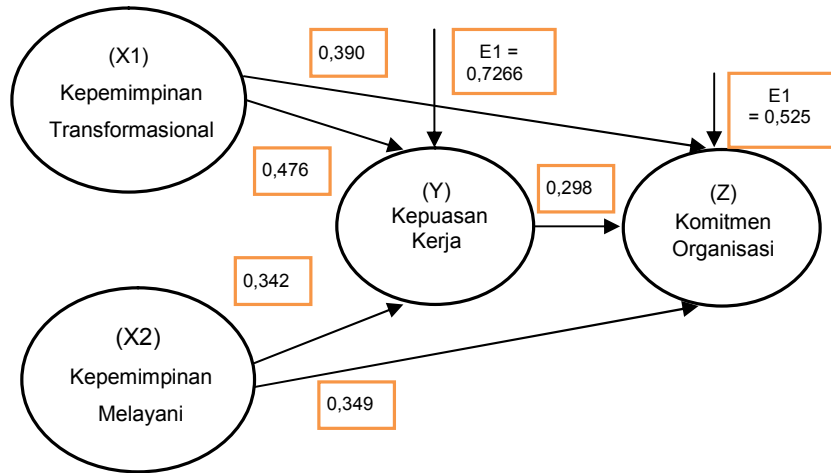 (X1)
Kepemimpinan
Transformasional
0,390
E1 =
0,7266
E1
= 0,525
0,476
(Y)
Kepuasan
Kerja
0,298
(Z)
Komitmen
Organisasi
0,342
(X2)
Kepemimpinan
Melayani
0,349